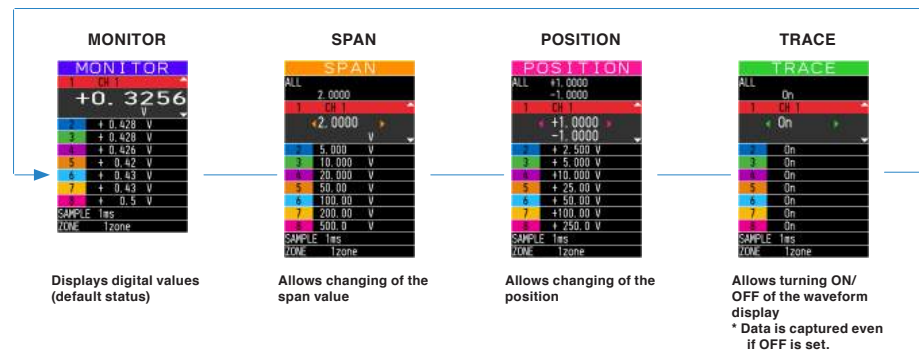 MONITOR
MONITOR
1 CH 1
+0. 3256
V
2 + 0.428 V
3 + 0.428 V
4 + 0.426 V
5 + 0.42 V
6 + 0.43 V
7 + 0.43 V
8 + 0.5 V
SAMPLE 1ms
ZONE 1zone
Displays digital values
(default status)
SPAN
SPAN
ALL
2.0000
1 CH 1
2.0000
V
2 5.000 V
3 10.000 V
4 20.000 V
5 50.00 V
6 100.00 V
7 200.00 V
8 500.0 V
SAMPLE 1ms
ZONE 1zone
Allows changing of the
span value
POSITION
POSITION
ALL +1.0000
-1.0000
1 CH 1
+1.0000
-1.0000
2 + 2.500 V
3 + 5.000 V
4 +10.000 V
5 + 25.00 V
6 + 50.00 V
7 +100.00 V
8 + 250.0 V
SAMPLE 1ms
ZONE 1zone
Allows changing of the
position
TRACE
TRACE
ALL
On
1 CH 1
On
2 On
3 On
4 On
5 On
6 On
7 On
8 On
SAMPLE 1ms
ZONE 1zone
Allows turning ON/
OFF of the waveform
display
* Data is captured even
if OFF is set.